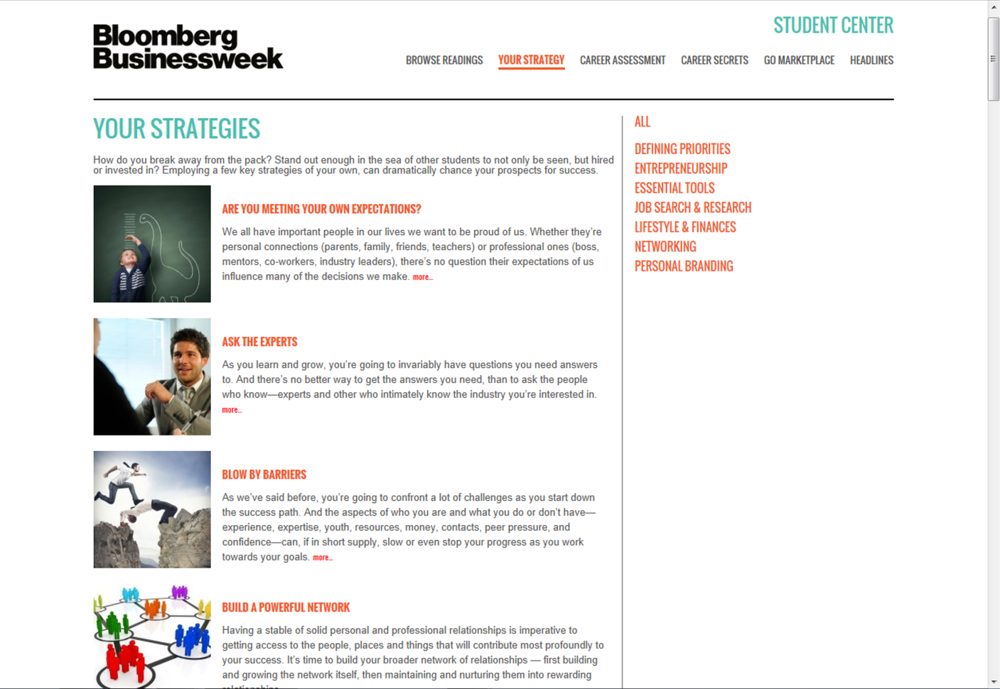 Bloomberg
Businessweek
STUDENT CENTER
BROWSE READINGS YOUR STRATEGY CAREER ASSESSMENT CAREER SECRETS GO MARKETPLACE HEADLINES
YOUR STRATEGIES
How do you break away from the pack? Stand out enough in the sea of other students to not only be seen, but hired
or invested in? Employing a few key strategies of your own, can dramatically chance your prospects for success.
ARE YOU MEETING YOUR OWN EXPECTATIONS?
We all have important people in our lives we want to be proud of us. Whether they're
personal connections (parents, family, friends, teachers) or professional ones (boss,
mentors, co-workers, industry leaders), there's no question their expectations of us
influence many of the decisions we make. more...
ASK THE EXPERTS
As you learn and grow, you're going to invariably have questions you need answers
to. And there's no better way to get the answers you need, than to ask the people
who know—experts and other who intimately know the industry you're interested in.
more...
BLOW BY BARRIERS
As we've said before, you're going to confront a lot of challenges as you start down
the success path. And the aspects of who you are and what you do or don't have—
experience, expertise, youth, resources, money, contacts, peer pressure, and
confidence—can, if in short supply, slow or even stop your progress as you work
towards your goals. more...
BUILD A POWERFUL NETWORK
Having a stable of solid personal and professional relationships is imperative to
getting access to the people, places and things that will contribute most profoundly to
your success. It's time to build your broader network of relationships — first building
and growing the network itself, then maintaining and nurturing them into rewarding
ALL
DEFINING PRIORITIES
ENTREPRENEURSHIP
ESSENTIAL TOOLS
JOB SEARCH & RESEARCH
LIFESTYLE & FINANCES
NETWORKING
PERSONAL BRANDING